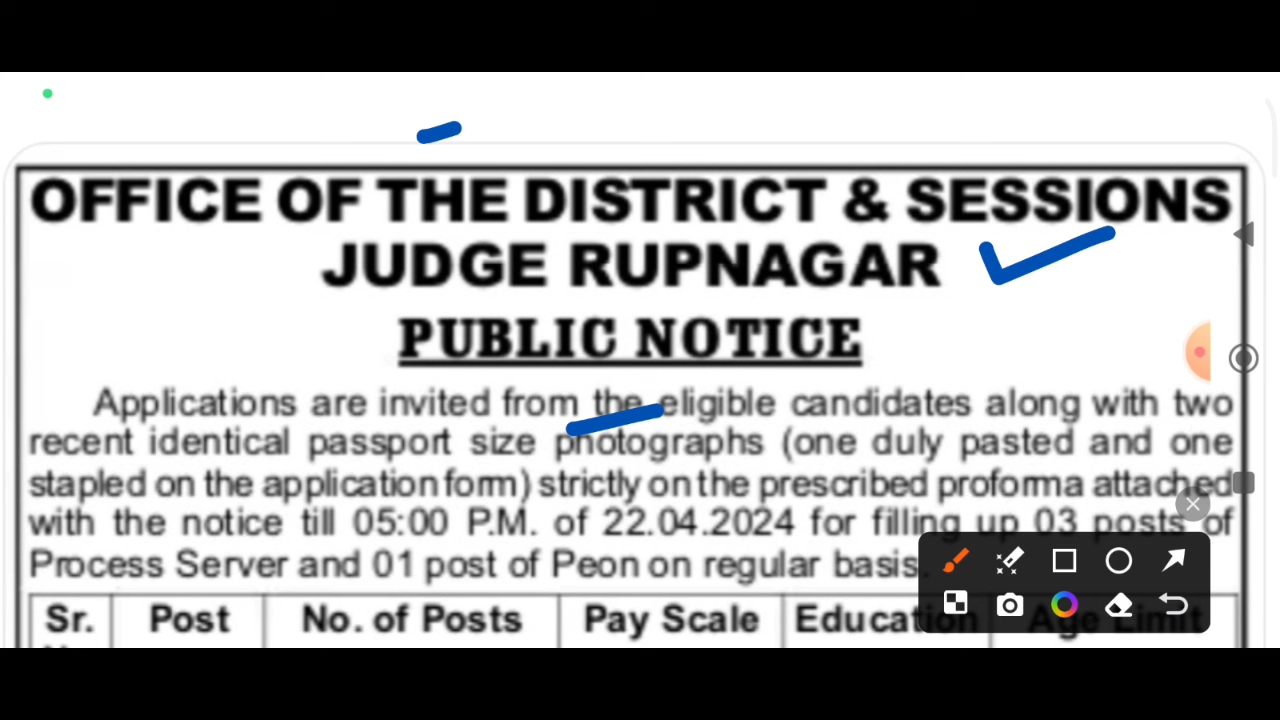 OFFICE OF THE DISTRICT & SESSIONS
JUDGE RUPNAGAR
PUBLIC NOTICE
Applications are invited from the eligible candidates along with two
recent identical passport size photographs (one duly pasted and one
stapled on the application form) strictly on the prescribed proforma attached
with the notice till 05:00 P.M. of 22.04.2024 for filling up 03 posts of
Process Server and 01 post of Peon on regular basis.
Sr. Post No. of Posts Pay Scale Education Age Limit